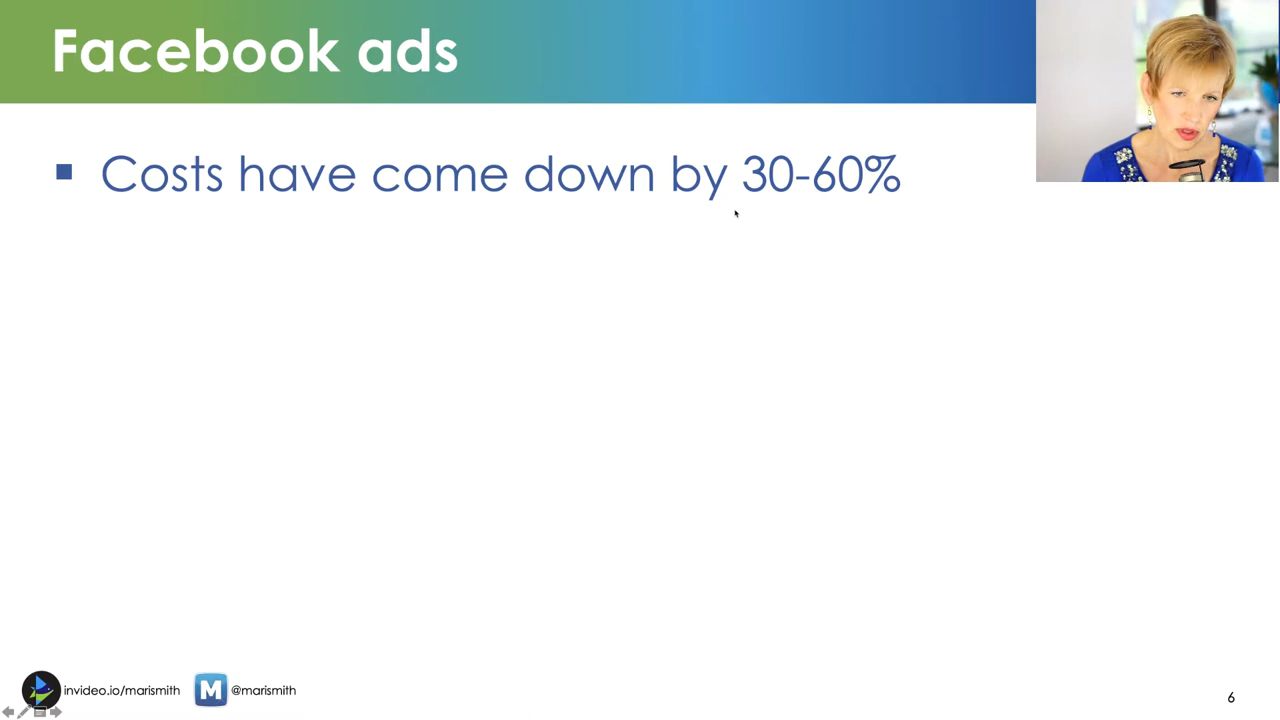 Facebook ads
Costs have come down by 30-60%
invideo.io/marismith
M
@marismith
6